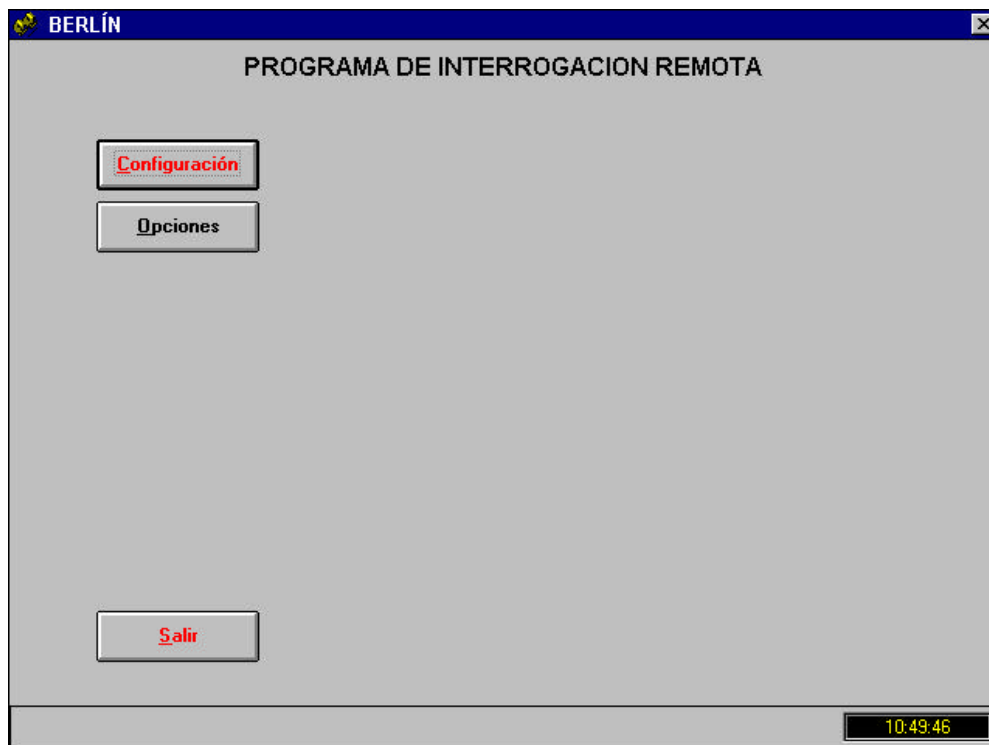 BERLÍN
PROGRAMA DE INTERROGACION REMOTA
Configuración
Opciones
Salir
10:49:46